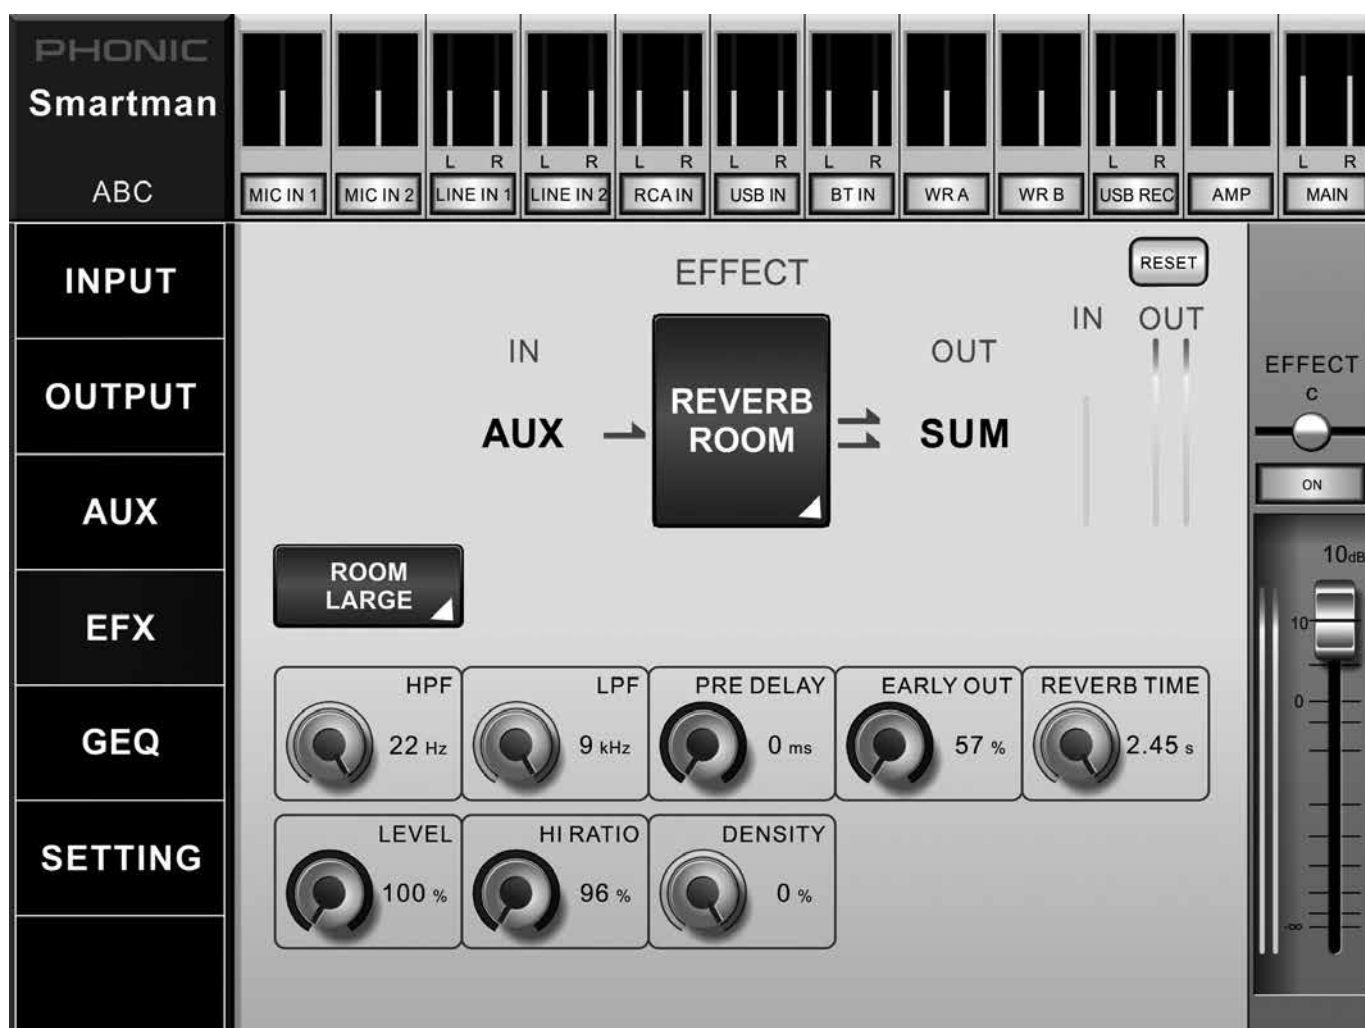 PHONIC
Smartman
ABC
L R L R L R L R L R L R L R
MIC IN 1 MIC IN 2 LINE IN 1 LINE IN 2 RCA IN USB IN BT IN WR A WR B USB REC AMP MAIN
INPUT
OUTPUT
AUX
EFX
GEQ
SETTING
EFFECT
RESET
IN
AUX
REVERB
ROOM
OUT
SUM
IN OUT
ROOM
LARGE
HPF
22 Hz
LPF
9 kHz
PRE DELAY
0 ms
EARLY OUT
57 %
REVERB TIME
2.45 s
LEVEL
100 %
HI RATIO
96 %
DENSITY
0 %
EFFECT
C
ON
10dB
10
0
-∞